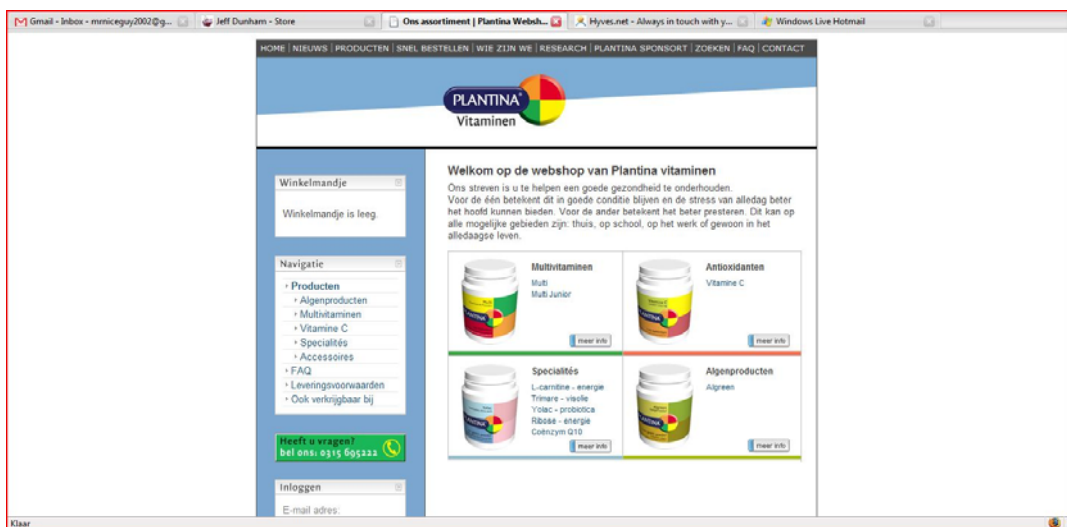 Gmail - Inbox - mrmiceguy2002@g...
Jeff Dunham - Store
Ons assortiment | Plantina Websh...
Hyves.net - Always in touch with y...
Windows Live Hotmail
HOME | NIEUWS | PRODUCTEN | SNEL BESTELLEN | WIE ZIJN WE | RESEARCH | PLANTINA SPONSORT | ZOEKEN | FAQ | CONTACT
PLANTINA®
Vitaminen
Winkelmandje
Winkelmandje is leeg.
Navigatie
Producten
Algenproducten
Multivitaminen
Vitamine C
Specialités
Accessoires
FAQ
Leveringsvoorwaarden
Ook verkrijgbaar bij
Heeft u vragen?
bel ons: 0315 695222
Inloggen
E-mail adres:
Welkom op de webshop van Plantina vitaminen
Ons streven is u te helpen een goede gezondheid te onderhouden.
Voor de één betekent dit in goede conditie blijven en de stress van alledag beter
het hoofd kunnen bieden. Voor de ander betekent het beter presteren. Dit kan op
alle mogelijke gebieden zijn: thuis, op school, op het werk of gewoon in het
alledaagse leven.
Multivitaminen
Multi
Multi Junior
meer info
Antioxidanten
Vitamine C
meer info
Specialités
L-carnitine - energie
Trimare - visolie
Yolac - probiotica
Ribose - energie
Coënzym Q10
meer info
Algenproducten
Algreen
meer info
PLANTINA
PLANTINA
PLANTINA
PLANTINA
Klaar